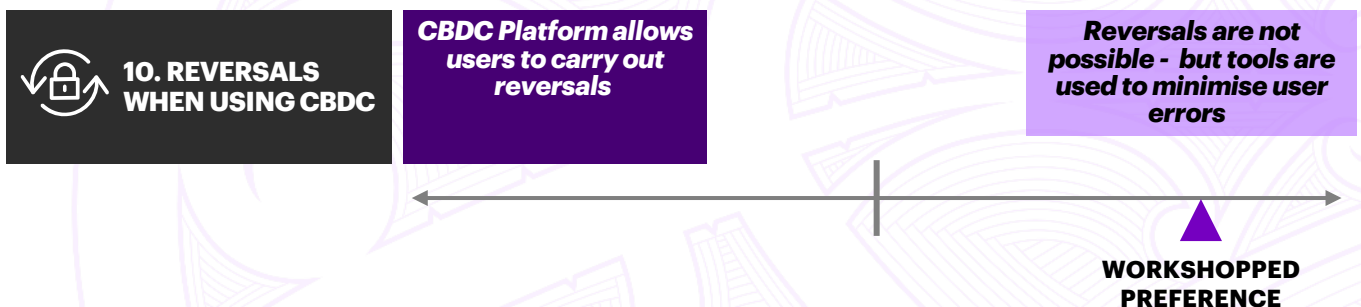 10. REVERSALS
WHEN USING CBDC
CBDC Platform allows
users to carry out
reversals
Reversals are not
possible - but tools are
used to minimise user
errors
WORKSHOPPED
PREFERENCE